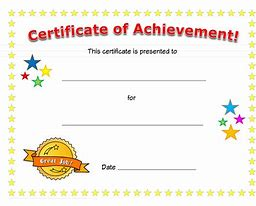 Certificate of Achievement!
This certificate is presented to
for
Great Job!
Date